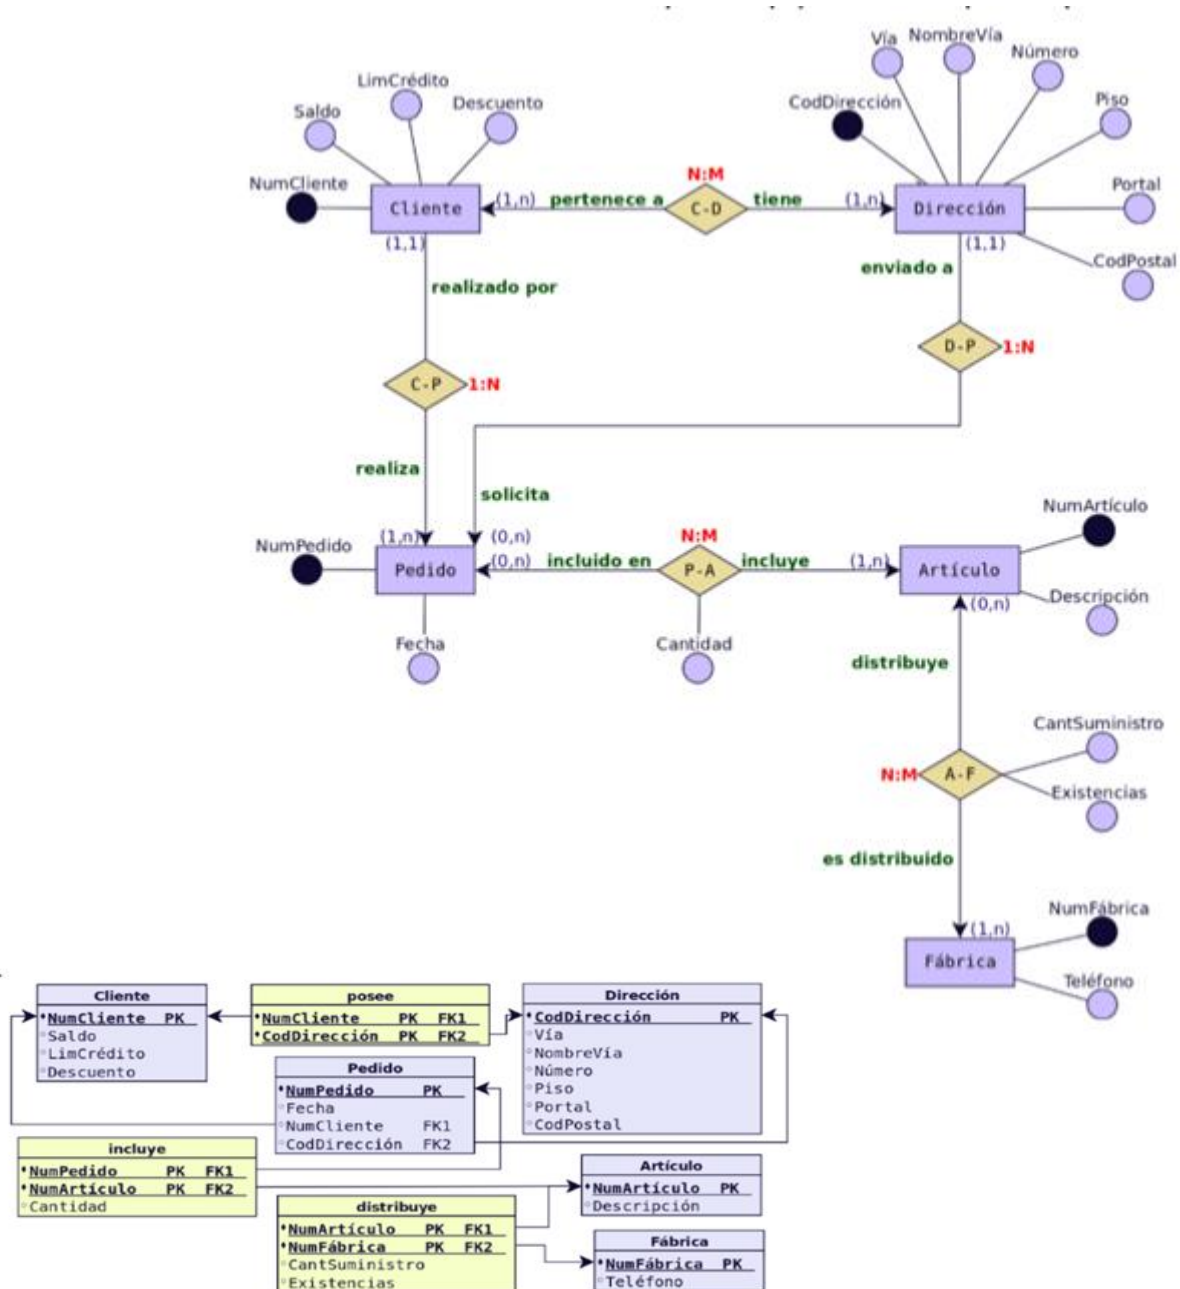 Vía
NombreVía
Número
LimCrédito
Saldo
Descuento
CodDirección
Piso
NumCliente
N:M
Portal
Cliente
(1,n)
pertenece a
C-D
tiene
(1,n)
Dirección
(1,1)
(1,1)
CodPostal
realizado por
enviado a
D-P
1:N
C-P
1:N
realiza
solicita
NumArtículo
(1,n)
(0,n)
N:M
NumPedido
Pedido
(0,n)
incluido en
P-A
incluye
(1,n)
Artículo
Descripción
(0,n)
Fecha
Cantidad
distribuye
CantSuministro
N:M
A-F
Existencias
es distribuido
NumFábrica
(1,n)
Fábrica
Teléfono
Cliente
NumCliente PK
Saldo
LimCrédito
Descuento
posee
NumCliente PK FK1
CodDirección PK FK2
Dirección
CodDirección PK
Vía
NombreVía
Número
Piso
Portal
CodPostal
Pedido
NumPedido PK
Fecha
NumCliente FK1
CodDirección FK2
incluye
NumPedido PK FK1
NumArtículo PK FK2
Cantidad
Artículo
NumArtículo PK
Descripción
distribuye
NumArtículo PK FK1
NumFábrica PK FK2
CantSuministro
Existencias
Fábrica
NumFábrica PK
Teléfono